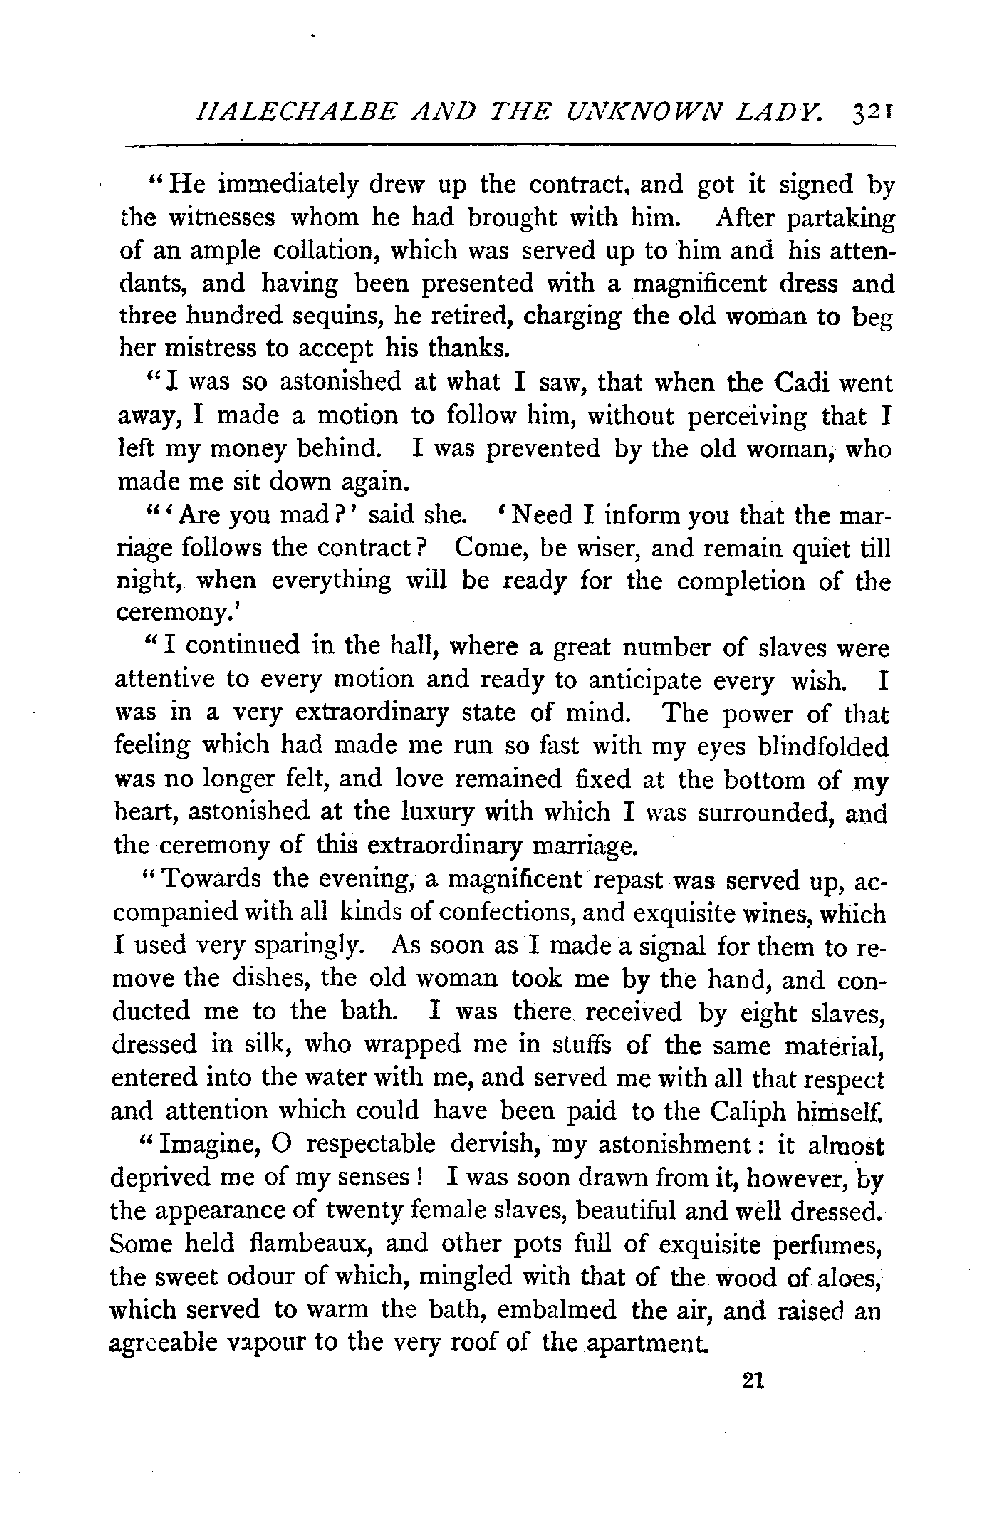 HALECHALBE AND THE UNKNOWN LADY. 321
“He immediately drew up the contract, and got it signed by
the witnesses whom he had brought with him. After partaking
of an ample collation, which was served up to him and his atten-
dants, and having been presented with a magnificent dress and
three hundred sequins, he retired, charging the old woman to beg
her mistress to accept his thanks.
“I was so astonished at what I saw, that when the Cadi went
away, I made a motion to follow him, without perceiving that I
left my money behind. I was prevented by the old woman, who
made me sit down again.
“‘Are you mad?’ said she. ‘Need I inform you that the mar-
riage follows the contract? Come, be wiser, and remain quiet till
night, when everything will be ready for the completion of the
ceremony.’
“I continued in the hall, where a great number of slaves were
attentive to every motion and ready to anticipate every wish. I
was in a very extraordinary state of mind. The power of that
feeling which had made me run so fast with my eyes blindfolded
was no longer felt, and love remained fixed at the bottom of my
heart, astonished at the luxury with which I was surrounded, and
the ceremony of this extraordinary marriage.
“Towards the evening, a magnificent repast was served up, ac-
companied with all kinds of confections, and exquisite wines, which
I used very sparingly. As soon as I made a signal for them to re-
move the dishes, the old woman took me by the hand, and con-
ducted me to the bath. I was there received by eight slaves,
dressed in silk, who wrapped me in stuffs of the same material,
entered into the water with me, and served me with all that respect
and attention which could have been paid to the Caliph himself.
“Imagine, O respectable dervish, my astonishment: it almost
deprived me of my senses! I was soon drawn from it, however, by
the appearance of twenty female slaves, beautiful and well dressed.
Some held flambeaux, and other pots full of exquisite perfumes,
the sweet odour of which, mingled with that of the wood of aloes,
which served to warm the bath, embalmed the air, and raised an
agreeable vapour to the very roof of the apartment.
21